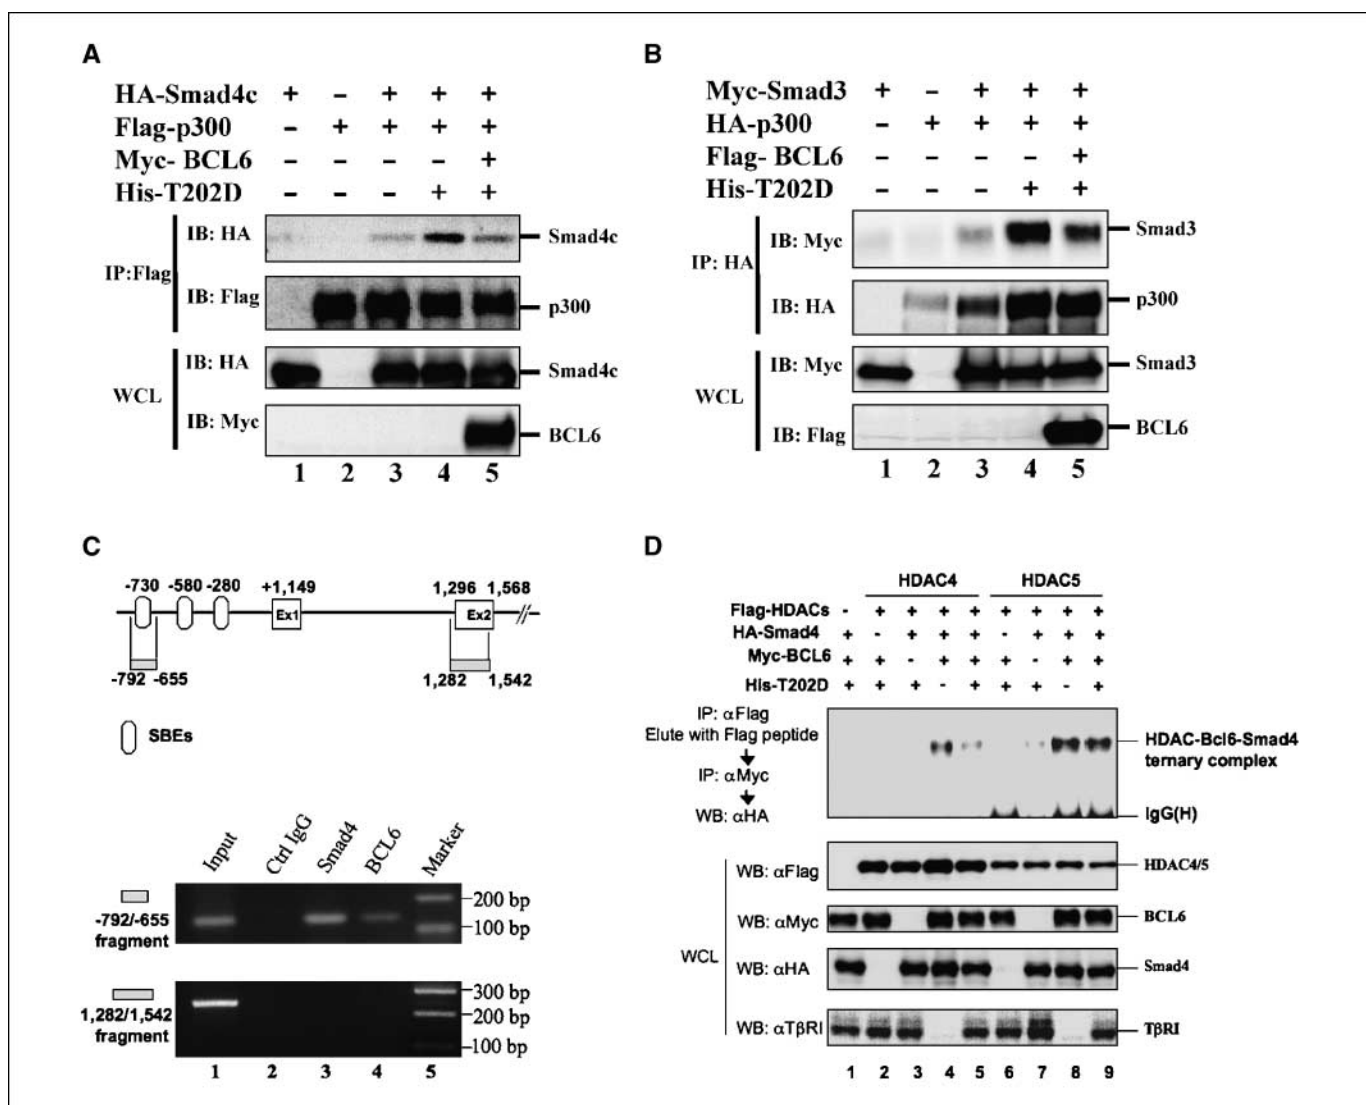 A
HA-Smad4c + – + + +
Flag-p300 – + + + +
Myc- BCL6 – – – – +
His-T202D – – – + +
IP:Flag
IB: HA
Smad4c
IB: Flag
p300
WCL
IB: HA
Smad4c
IB: Myc
BCL6
1 2 3 4 5
B
Myc-Smad3 + – + + +
HA-p300 – + + + +
Flag- BCL6 – – – – +
His-T202D – – – + +
IP: HA
IB: Myc
Smad3
IB: HA
p300
WCL
IB: Myc
Smad3
IB: Flag
BCL6
1 2 3 4 5
C
-730 -580 -280 +1,149 1,296 1,568
Ex1 Ex2
-792 -655 1,282 1,542
SBEs
Input Ctrl IgG Smad4 BCL6 Marker
-792/-655
fragment
200 bp
100 bp
1,282/1,542
fragment
300 bp
200 bp
100 bp
1 2 3 4 5
D
HDAC4 HDAC5
Flag-HDACs - + + + + + + + +
HA-Smad4 + - + + + - + + +
Myc-BCL6 + + - + + + - + +
His-T202D + + + - + + + - +
IP: αFlag
Elute with Flag peptide
IP: αMyc
WB: αHA
HDAC-Bcl6-Smad4
ternary complex
IgG(H)
WCL
WB: αFlag
HDAC4/5
WB: αMyc
BCL6
WB: αHA
Smad4
WB: αTβRI
TβRI
1 2 3 4 5 6 7 8 9